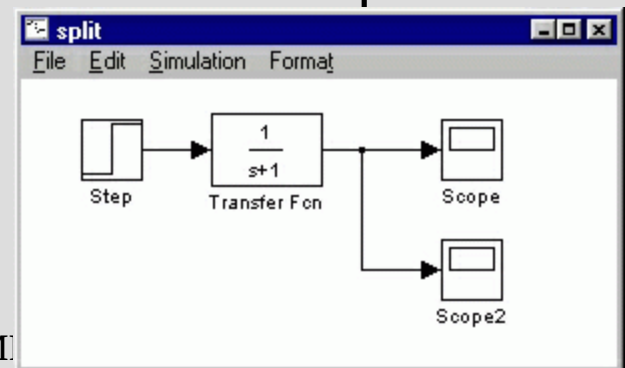 split
File Edit Simulation Format
1
s+1
Step
Transfer Fcn
Scope
Scope2